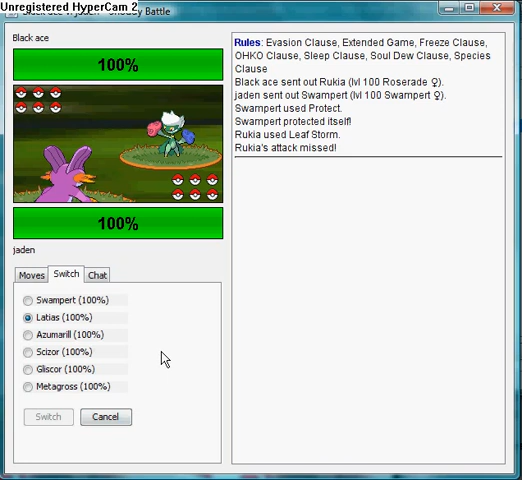 Unregistered HyperCam 2
Battle
Black ace
100%
100%
jaden
Moves
Switch
Chat
Swampert (100%)
Latias (100%)
Azumarill (100%)
Scizor (100%)
Gliscor (100%)
Metagross (100%)
Switch
Cancel
Rules: Evasion Clause, Extended Game, Freeze Clause,
OHKO Clause, Sleep Clause, Soul Dew Clause, Species
Clause
Black ace sent out Rukia (lvl 100 Roserade ♀).
jaden sent out Swampert (lvl 100 Swampert ♀).
Swampert used Protect.
Swampert protected itself!
Rukia used Leaf Storm.
Rukia's attack missed!